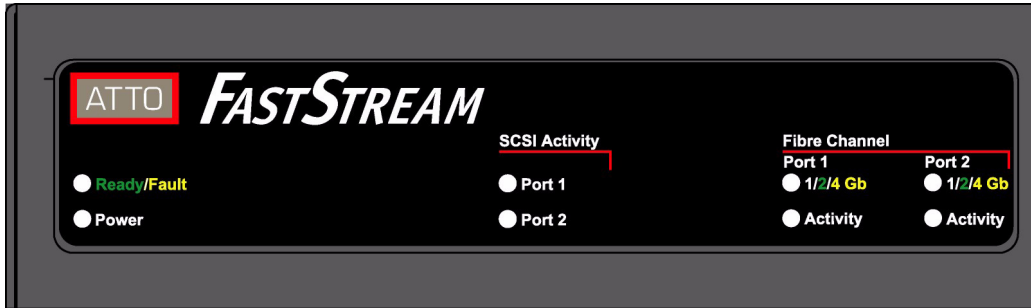 ATTO FASTSTREAM
SCSI Activity
Fibre Channel
Port 1 Port 2
Ready/Fault Port 1 1/2/4 Gb 1/2/4 Gb
Power Port 2 Activity Activity